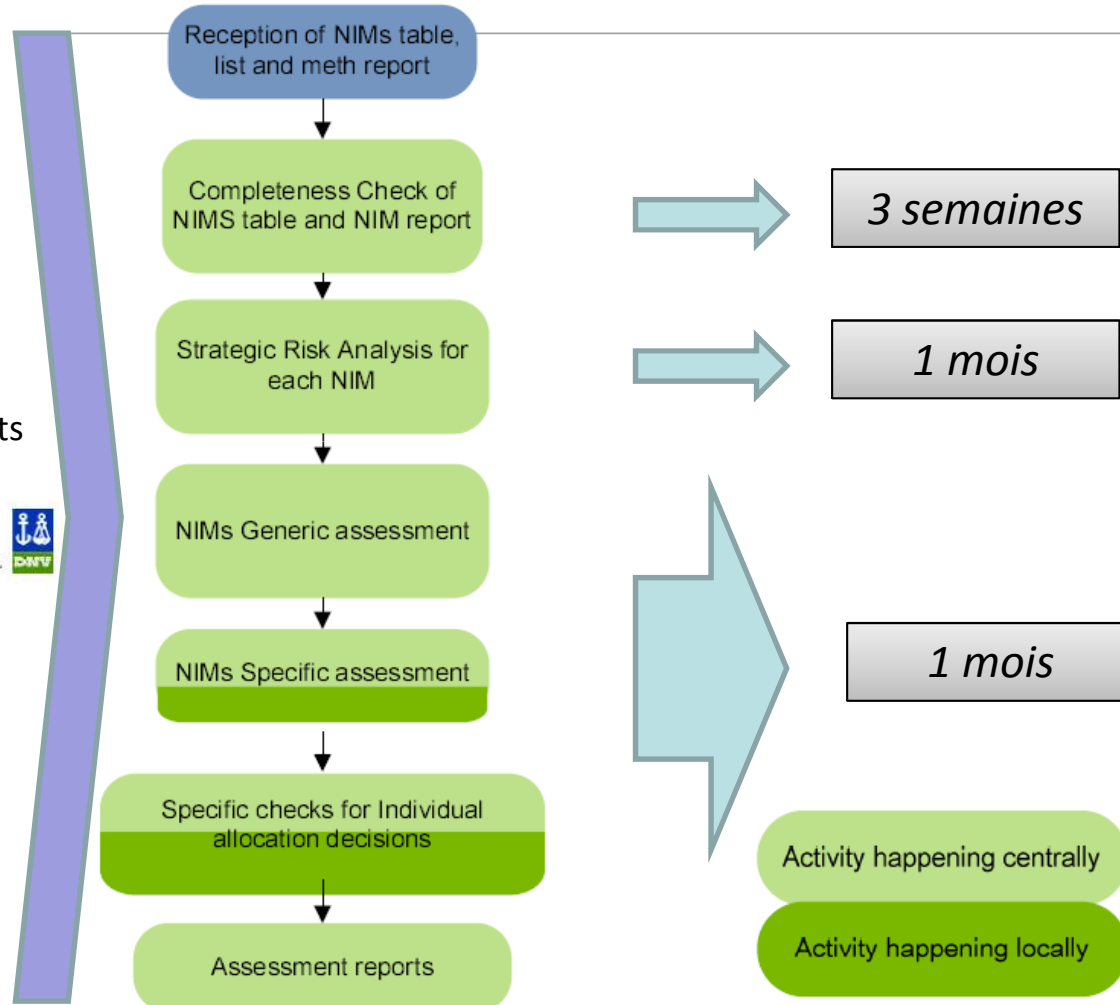 Reception of NIMs table,
list and meth report
Completeness Check of
NIMS table and NIM report
3 semaines
Strategic Risk Analysis for
each NIM
1 mois
ts
DNV
NIMs Generic assessment
NIMs Specific assessment
1 mois
Specific checks for Individual
allocation decisions
Assessment reports
Activity happening centrally
Activity happening locally